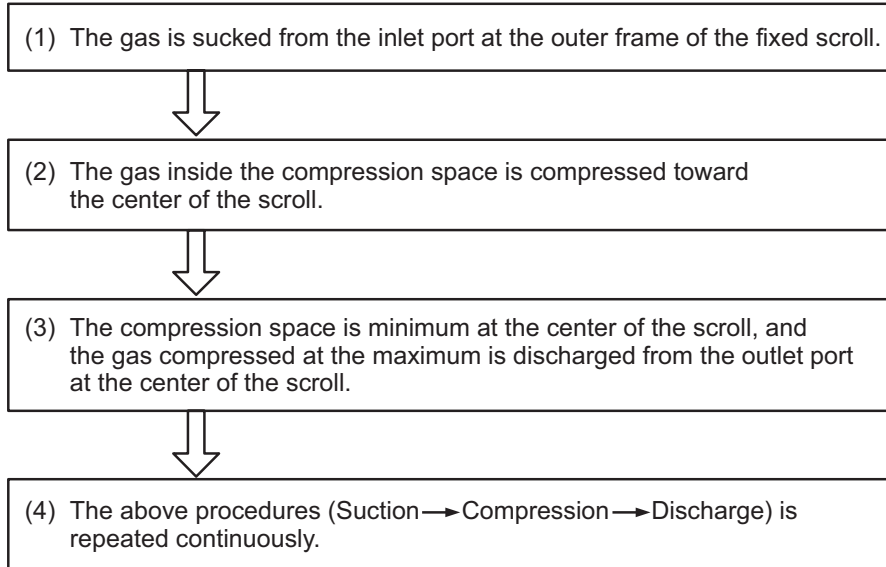 (1) The gas is sucked from the inlet port at the outer frame of the fixed scroll.
(2) The gas inside the compression space is compressed toward
the center of the scroll.
(3) The compression space is minimum at the center of the scroll, and
the gas compressed at the maximum is discharged from the outlet port
at the center of the scroll.
(4) The above procedures (Suction→Compression→Discharge) is
repeated continuously.